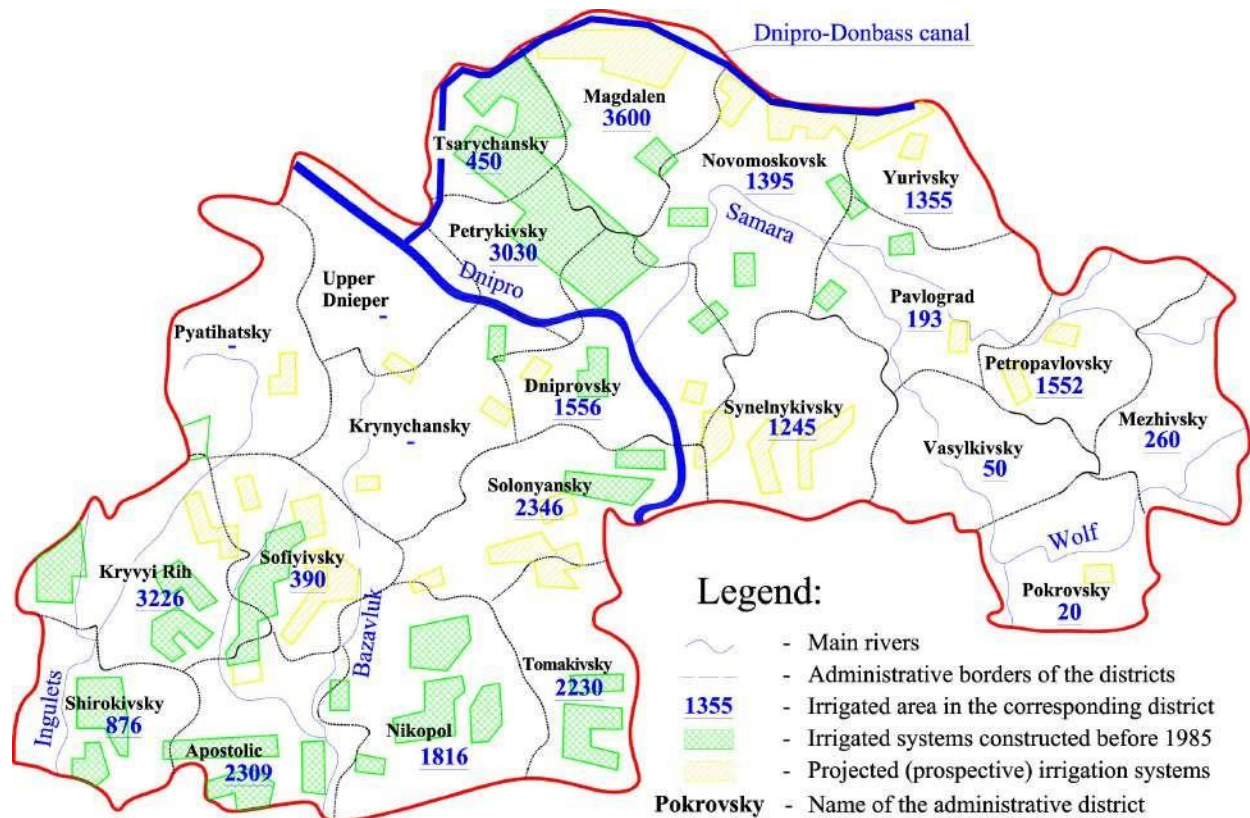 Dnipro-Donbass canal
Magdalen
3600
Tsarychansky
450
Novomoskovsk
1395
Yurivsky
1355
Samara
Petrykivsky
3030
Dnipro
Upper
Dnieper
-
Pyatihatsky
-
Pavlograd
193
Petropavlovsky
1552
Dniprovsky
1556
Krynychansky
-
Synelnykivsky
1245
Mezhivsky
260
Vasylkivsky
50
Solonyansky
2346
Wolf
Sofiyivsky
390
Kryvyi Rih
3226
Pokrovsky
20
Bazavluk
Ingulets
Tomakivsky
2230
Shirokivsky
876
Nikopol
1816
Apostolic
2309
Legend:
- Main rivers
- Administrative borders of the districts
1355 - Irrigated area in the corresponding district
- Irrigated systems constructed before 1985
- Projected (prospective) irrigation systems
Pokrovsky - Name of the administrative district